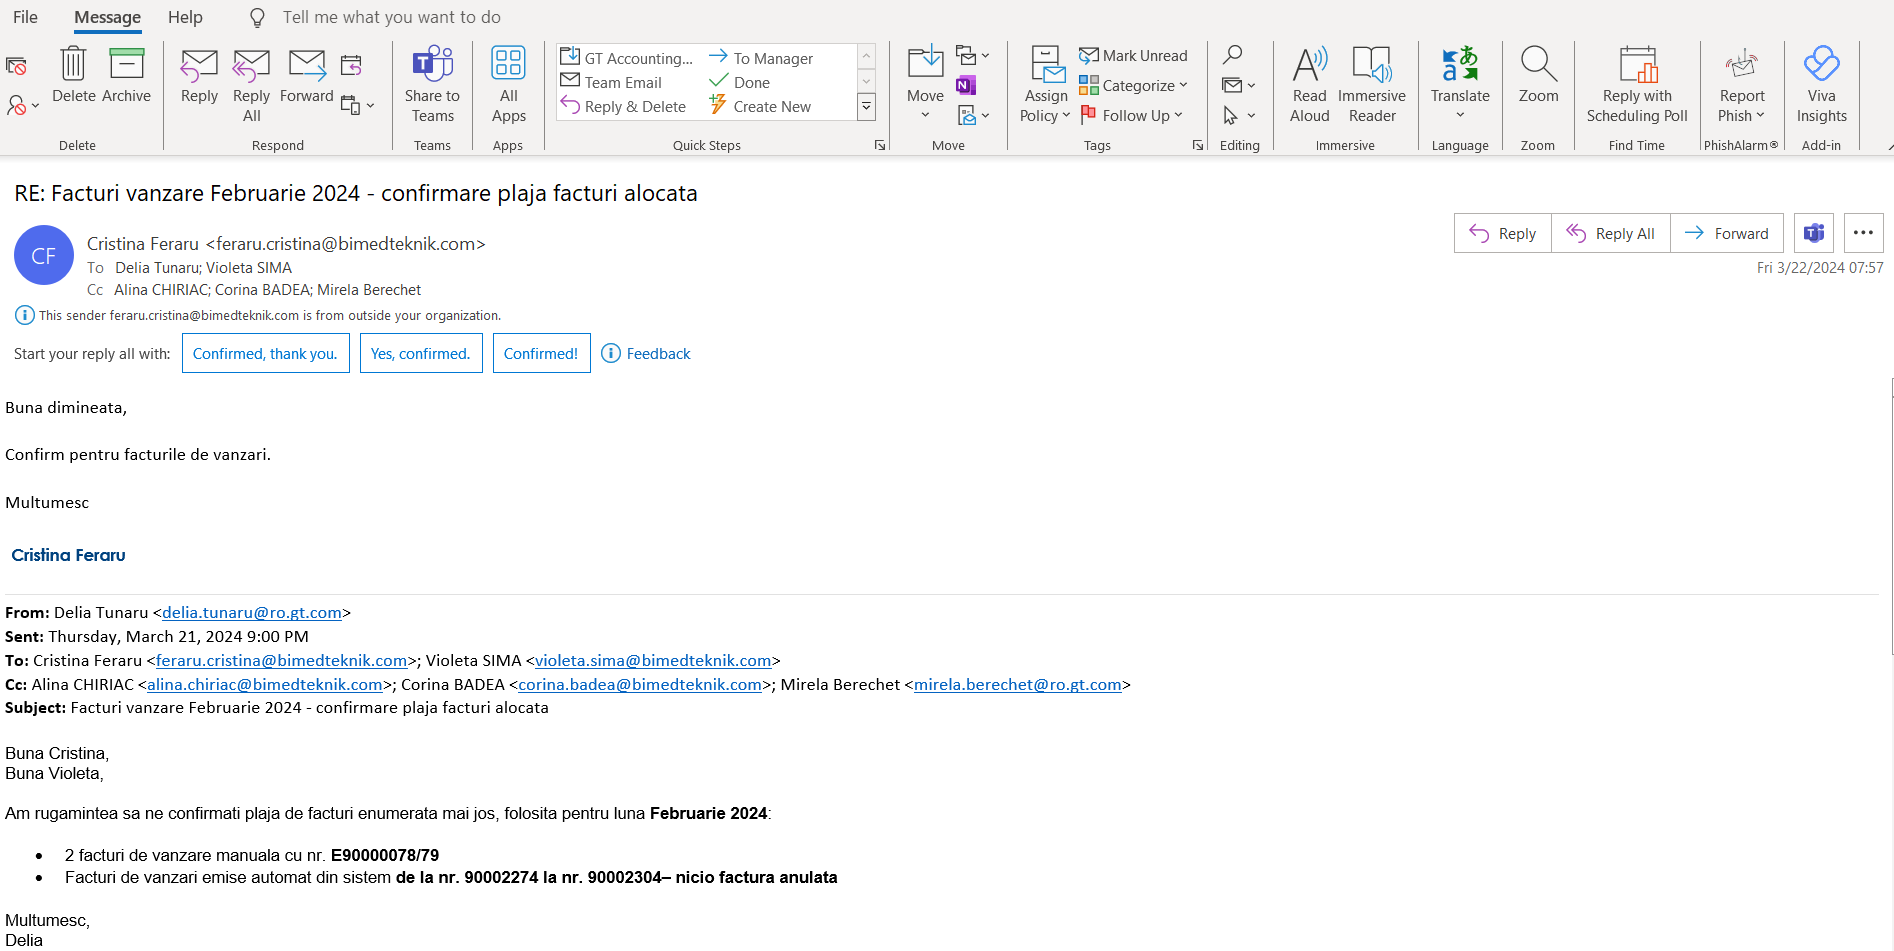 File Message Help Tell me what you want to do
Delete Archive
Reply Reply All Forward
Share to Teams
All Apps
GT Accounting... To Manager
Team Email Done
Reply & Delete Create New
Move
Assign Policy
Mark Unread
Categorize
Follow Up
Read Aloud Immersive Reader
Translate
Zoom
Reply with Scheduling Poll
Report Phish
Viva Insights
Delete Respond Teams Apps Quick Steps Move Tags Editing Immersive Language Zoom Find Time PhishAlarm® Add-in
RE: Facturi vanzare Februarie 2024 - confirmare plaja facturi alocata
CF
Cristina Feraru <feraru.cristina@bimedteknik.com>
To Delia Tunaru; Violeta SIMA
Cc Alina CHIRIAC; Corina BADEA; Mirela Berechet
Reply Reply All Forward
Fri 3/22/2024 07:57
This sender feraru.cristina@bimedteknik.com is from outside your organization.
Start your reply all with: Confirmed, thank you. Yes, confirmed. Confirmed! Feedback
Buna dimineata,
Confirm pentru facturile de vanzari.
Multumesc
Cristina Feraru
From: Delia Tunaru <delia.tunaru@ro.gt.com>
Sent: Thursday, March 21, 2024 9:00 PM
To: Cristina Feraru <feraru.cristina@bimedteknik.com>; Violeta SIMA <violeta.sima@bimedteknik.com>
Cc: Alina CHIRIAC <alina.chiriac@bimedteknik.com>; Corina BADEA <corina.badea@bimedteknik.com>; Mirela Berechet <mirela.berechet@ro.gt.com>
Subject: Facturi vanzare Februarie 2024 - confirmare plaja facturi alocata
Buna Cristina,
Buna Violeta,
Am rugamintea sa ne confirmati plaja de facturi enumerata mai jos, folosita pentru luna Februarie 2024:
• 2 facturi de vanzare manuala cu nr. E90000078/79
• Facturi de vanzari emise automat din sistem de la nr. 90002274 la nr. 90002304– nicio factura anulata
Multumesc,
Delia